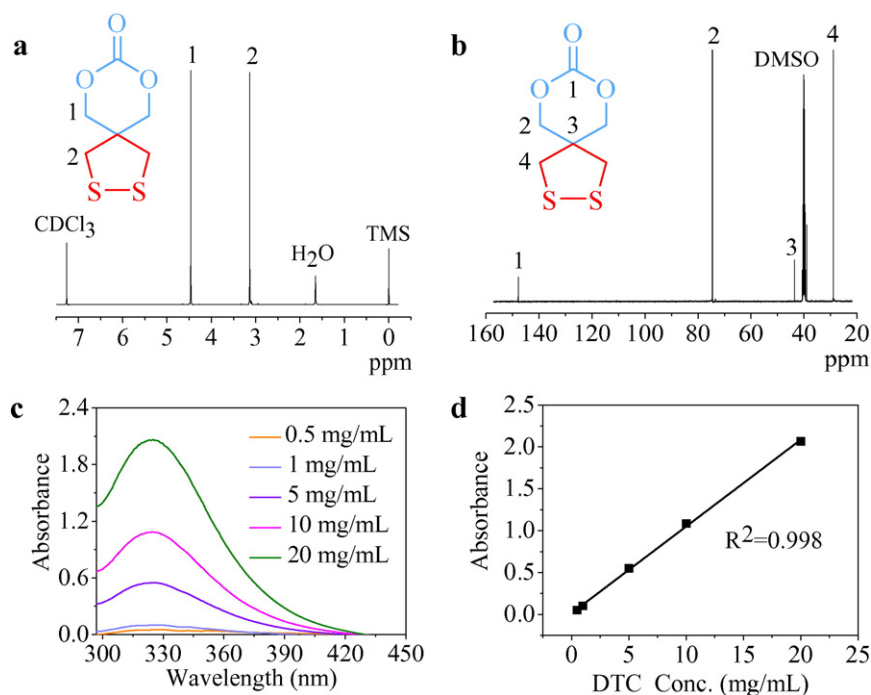 a
O
O
O
1
2
S
S
1
2
CDCl3
H2O
TMS
7
6
5
4
3
2
1
0
ppm
b
O
O
O
1
2
3
4
S
S
2
4
DMSO
1
3
160
140
120
100
80
60
40
20
ppm
c
2.4
1.8
1.2
0.6
0.0
Absorbance
0.5 mg/mL
1 mg/mL
5 mg/mL
10 mg/mL
20 mg/mL
300
330
360
390
420
450
Wavelength (nm)
d
2.5
2.0
1.5
1.0
0.5
0.0
Absorbance
R2=0.998
0
5
10
15
20
25
DTC Conc. (mg/mL)